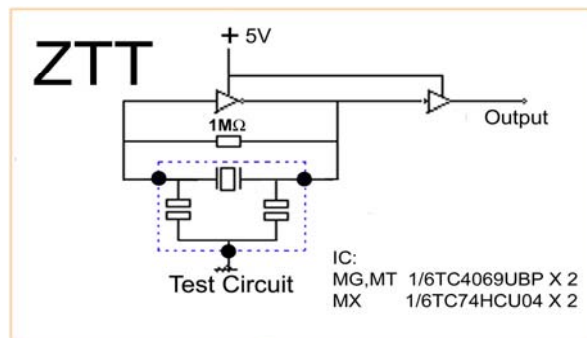 ZTT
+ 5V
1MΩ
Output
Test Circuit
IC:
MG,MT 1/6TC4069UBP X 2
MX 1/6TC74HCU04 X 2